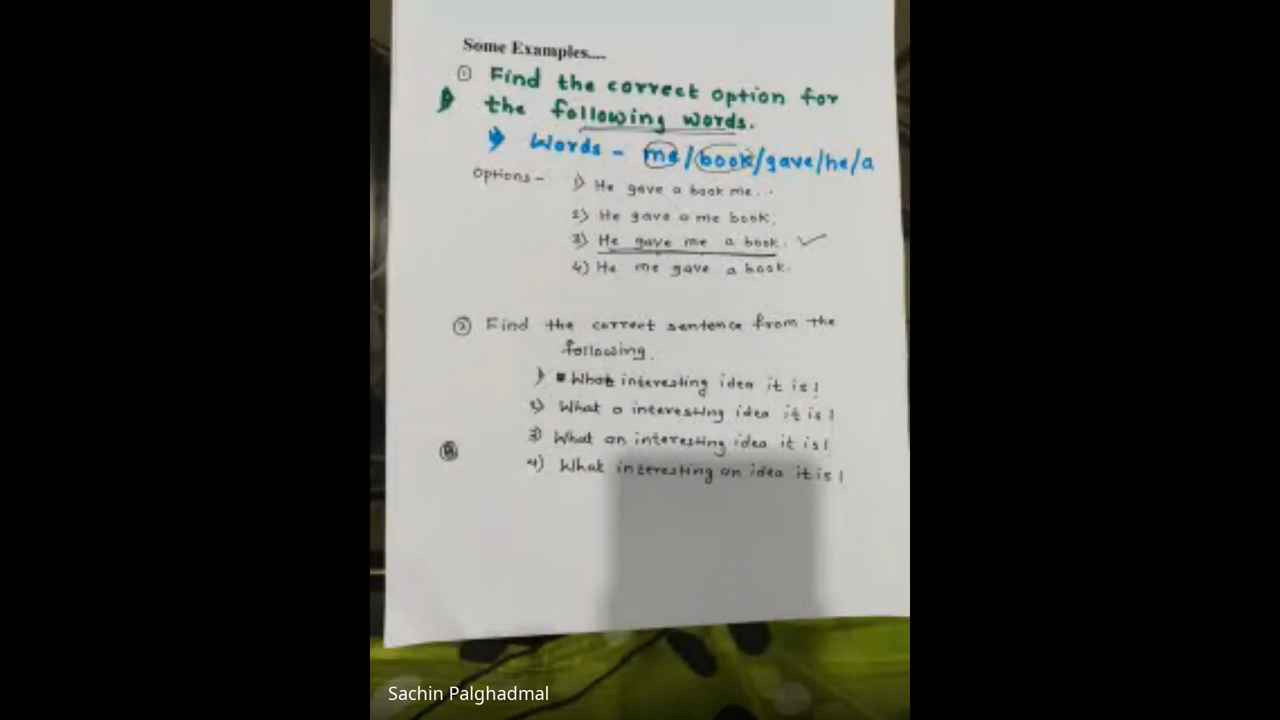 Some Examples....
① Find the correct option for
the following words.
Words - me/book/gave/he/a
Options - 1) He gave a book me.
2) He gave a me book.
3) He gave me a book. ✓
4) He me gave a book.
② Find the correct sentence from the
following.
1) What interesting idea it is!
2) What a interesting idea it is!
3) What an interesting idea it is!
4) What interesting an idea it is!
Sachin Palghadmal